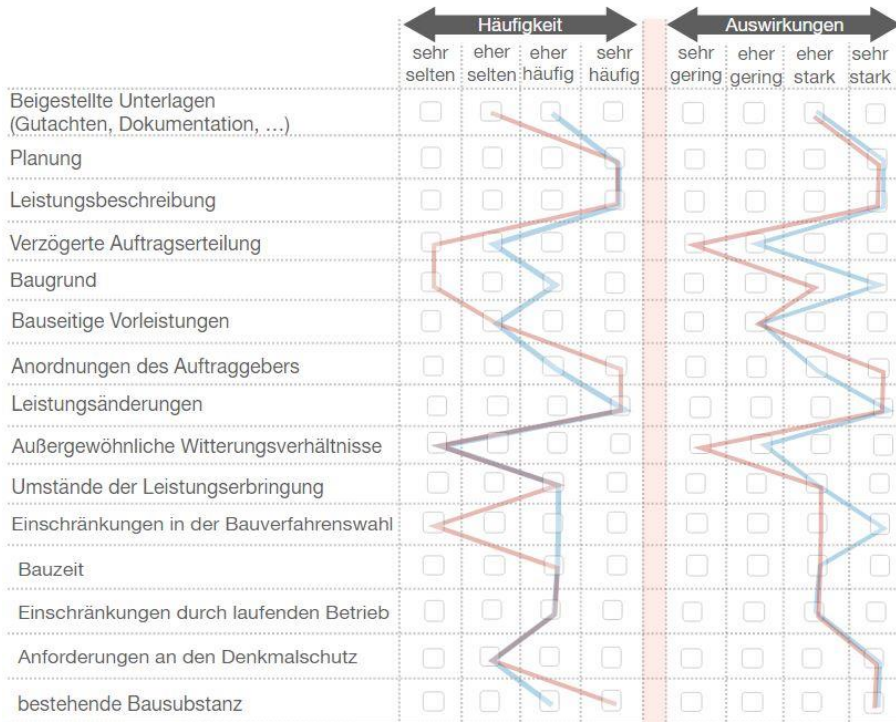 Häufigkeit Auswirkungen
sehr selten eher selten eher häufig sehr häufig sehr gering eher gering eher stark sehr stark
Beigestellte Unterlagen
(Gutachten, Dokumentation, …)
Planung
Leistungsbeschreibung
Verzögerte Auftragserteilung
Baugrund
Bauseitige Vorleistungen
Anordnungen des Auftraggebers
Leistungsänderungen
Außergewöhnliche Witterungsverhältnisse
Umstände der Leistungserbringung
Einschränkungen in der Bauverfahrenswahl
Bauzeit
Einschränkungen durch laufenden Betrieb
Anforderungen an den Denkmalschutz
bestehende Bausubstanz